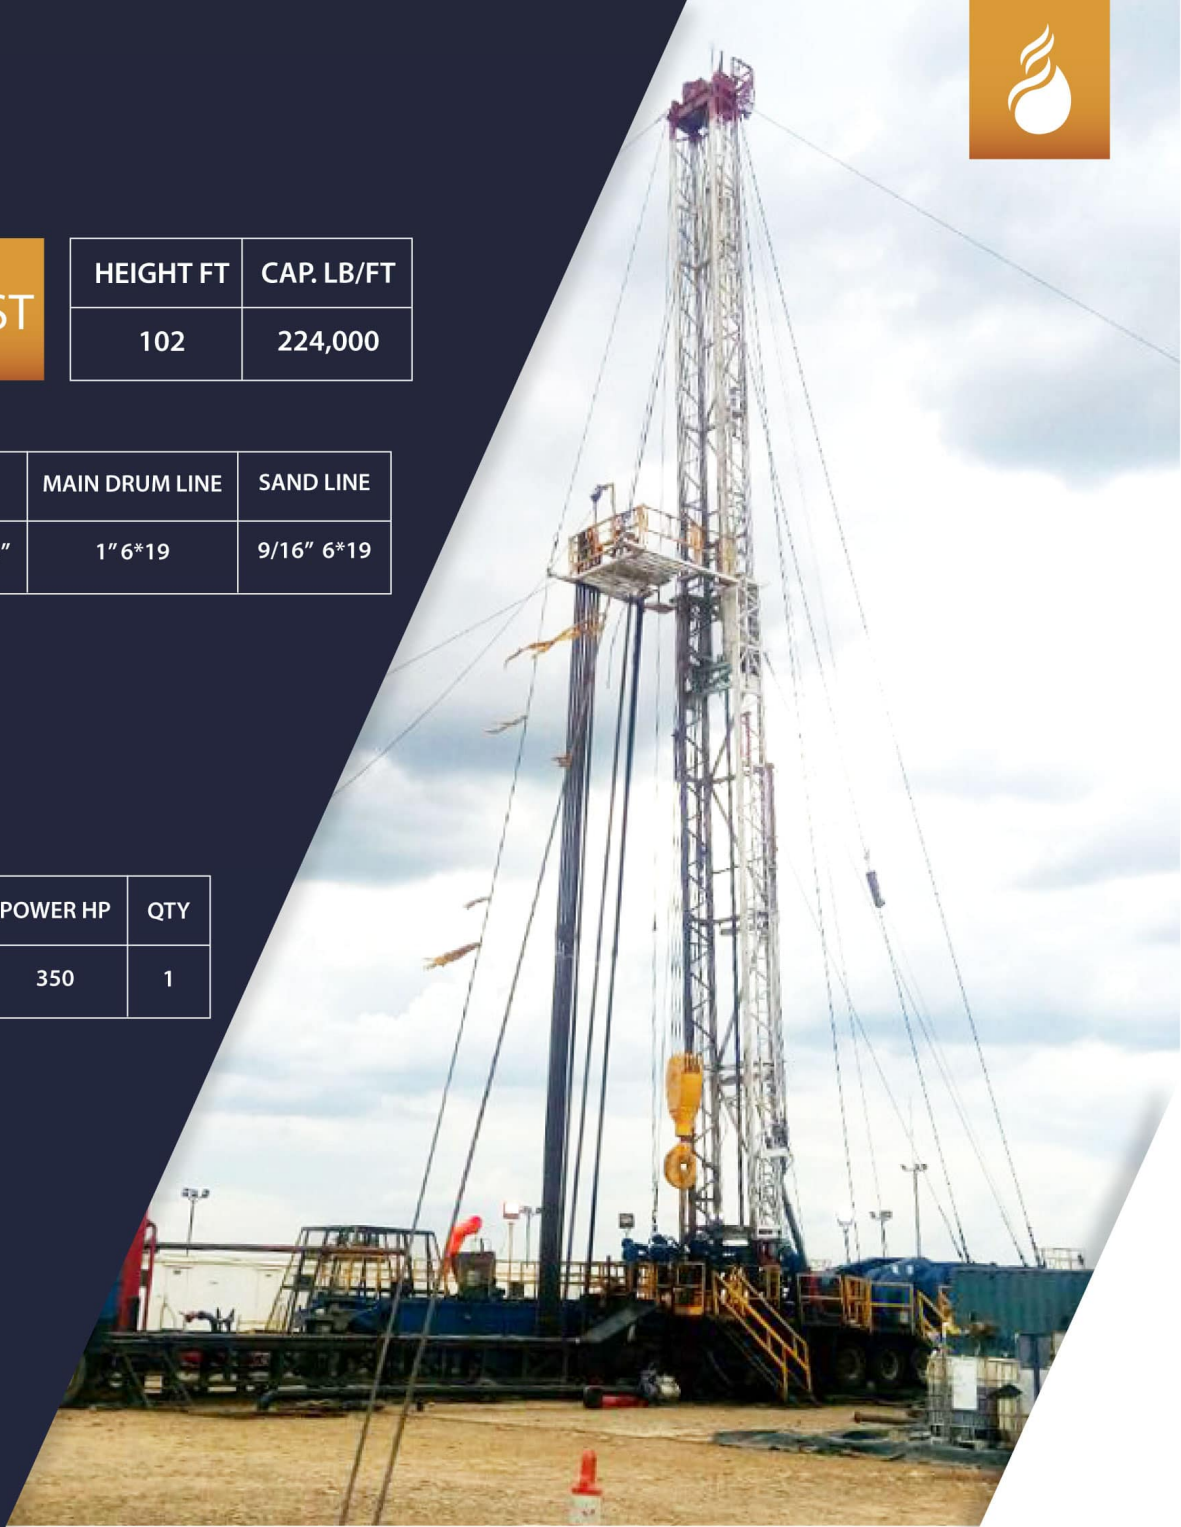 ST
HEIGHT FT CAP. LB/FT
102 224,000
MAIN DRUM LINE SAND LINE
” 1” 6*19 9/16” 6*19
POWER HP QTY
350 1